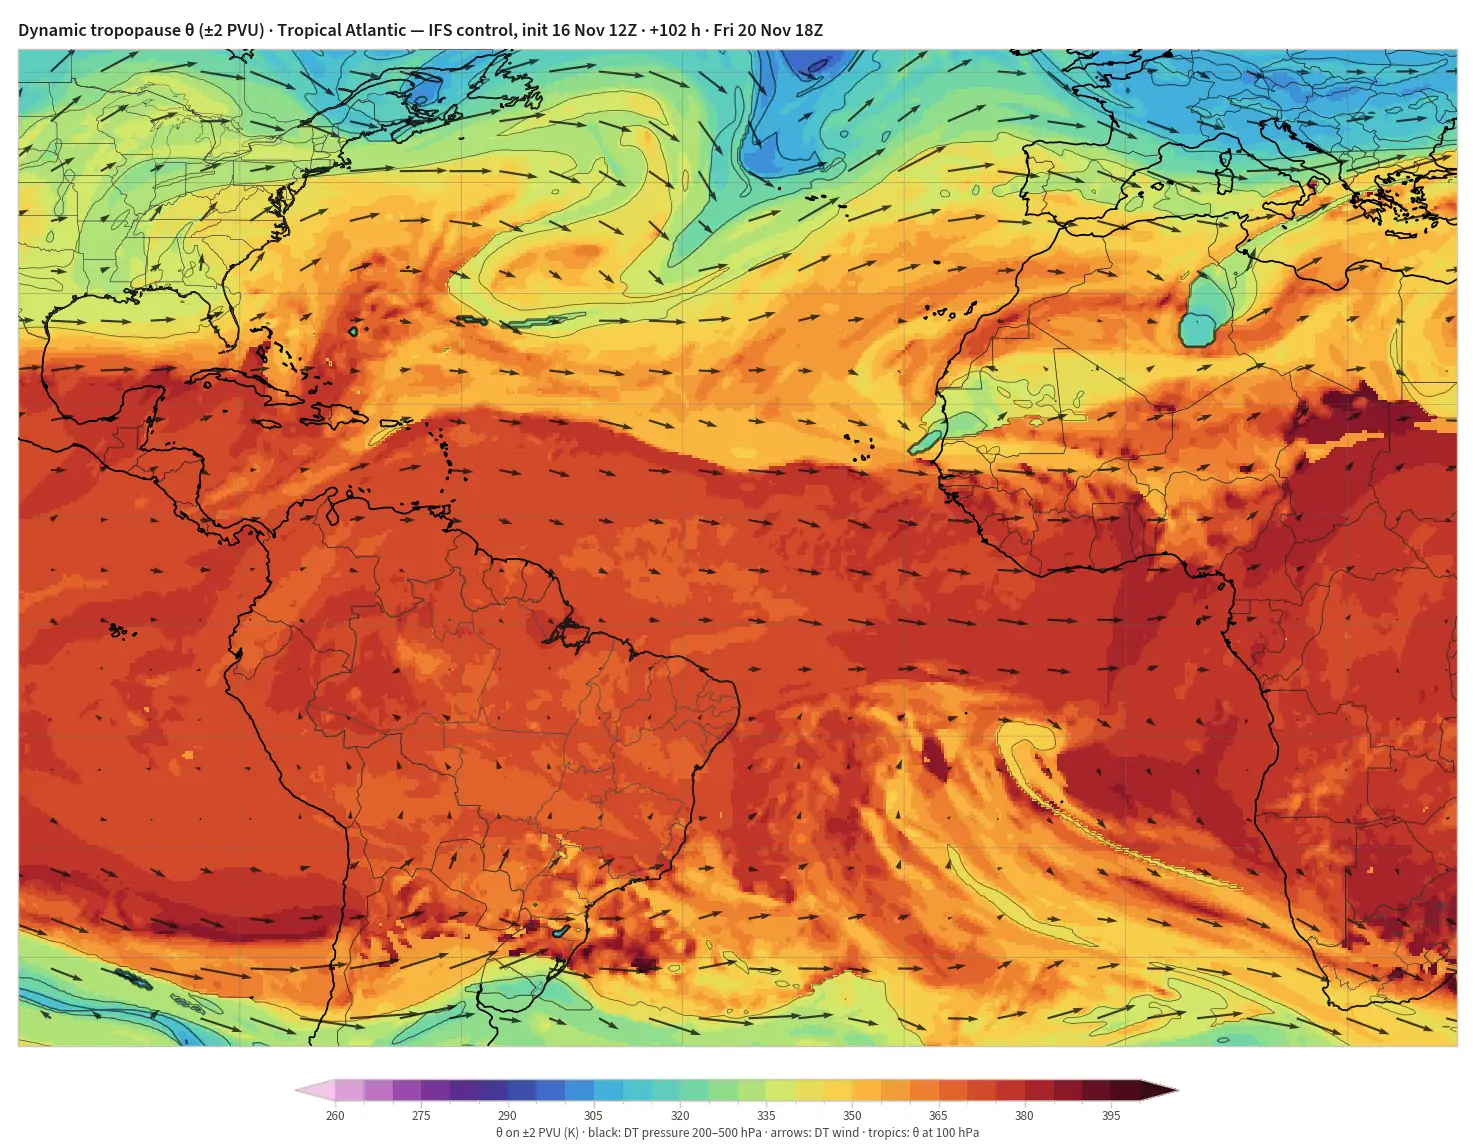 Dynamic tropopause θ (±2 PVU) · Tropical Atlantic — IFS control, init 16 Nov 12Z · +102 h · Fri 20 Nov 18Z
260 275 290 305 320 335 350 365 380 395
θ on ±2 PVU (K) · black: DT pressure 200–500 hPa · arrows: DT wind · tropics: θ at 100 hPa